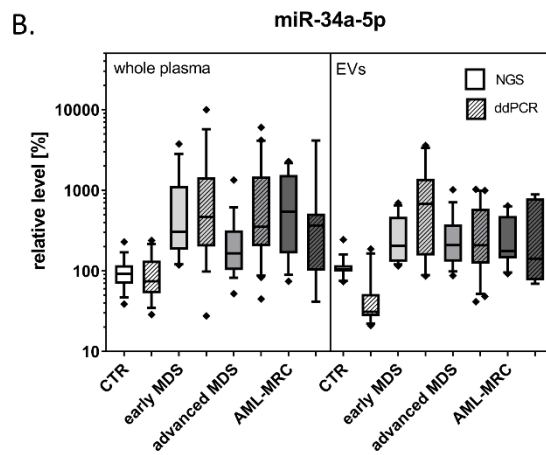 B.
miR-34a-5p
whole plasma
EVs
NGS
ddPCR
relative level [%]
10000
1000
100
10
CTR
early MDS
advanced MDS
AML-MRC
CTR
early MDS
advanced MDS
AML-MRC